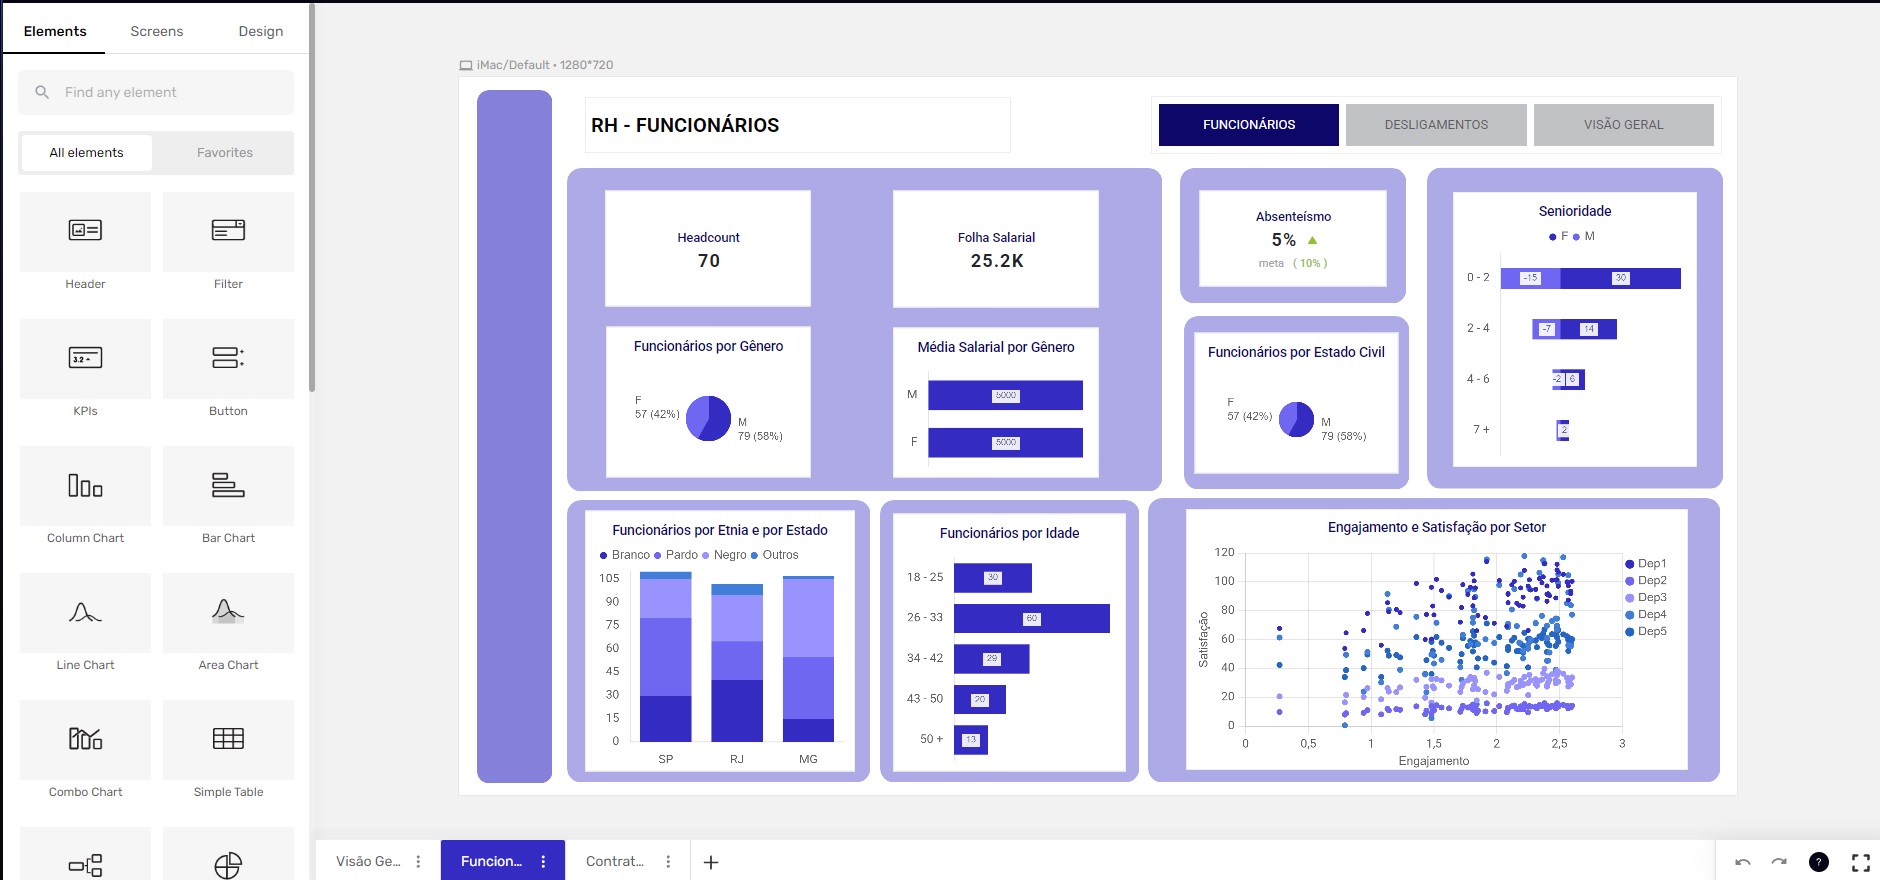 Elements
Screens
Design
Find any element
All elements
Favorites
Header
Filter
3.2
KPIs
Button
Column Chart
Bar Chart
Line Chart
Area Chart
Combo Chart
Simple Table
iMac/Default • 1280*720
RH - FUNCIONÁRIOS
FUNCIONÁRIOS
DESLIGAMENTOS
VISÃO GERAL
Headcount
70
Folha Salarial
25.2K
Absenteísmo
5%
meta ( 10% )
Senioridade
F M
0 - 2 -15 30
2 - 4 -7 14
4 - 6 -2 6
7 + 2
Funcionários por Gênero
F
57 (42%)
M
79 (58%)
Média Salarial por Gênero
M 5000
F 5000
Funcionários por Estado Civil
F
57 (42%)
M
79 (58%)
Funcionários por Etnia e por Estado
Branco Pardo Negro Outros
105
90
75
60
45
30
15
0
SP RJ MG
Funcionários por Idade
18 - 25 30
26 - 33 60
34 - 42 29
43 - 50 20
50 + 13
Engajamento e Satisfação por Setor
Satisfação
120
100
80
60
40
20
0
0 0,5 1 1,5 2 2,5 3
Engajamento
Dep1
Dep2
Dep3
Dep4
Dep5
Visão Ge...
Funcion...
Contrat...
?